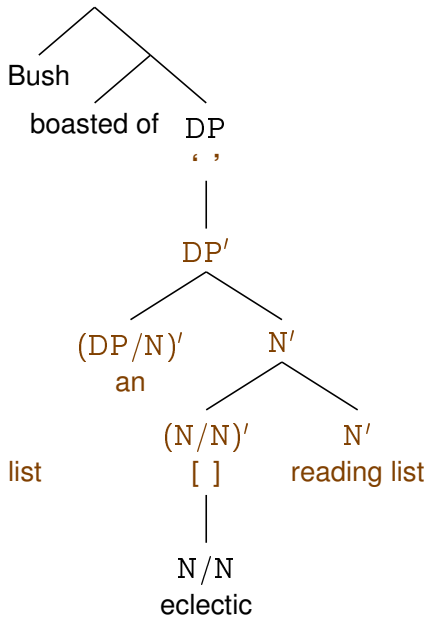 Bush
boasted of DP
‘ ’
DP′
(DP/N)′ N′
an
(N/N)′ N′
list [ ] reading list
N/N
eclectic